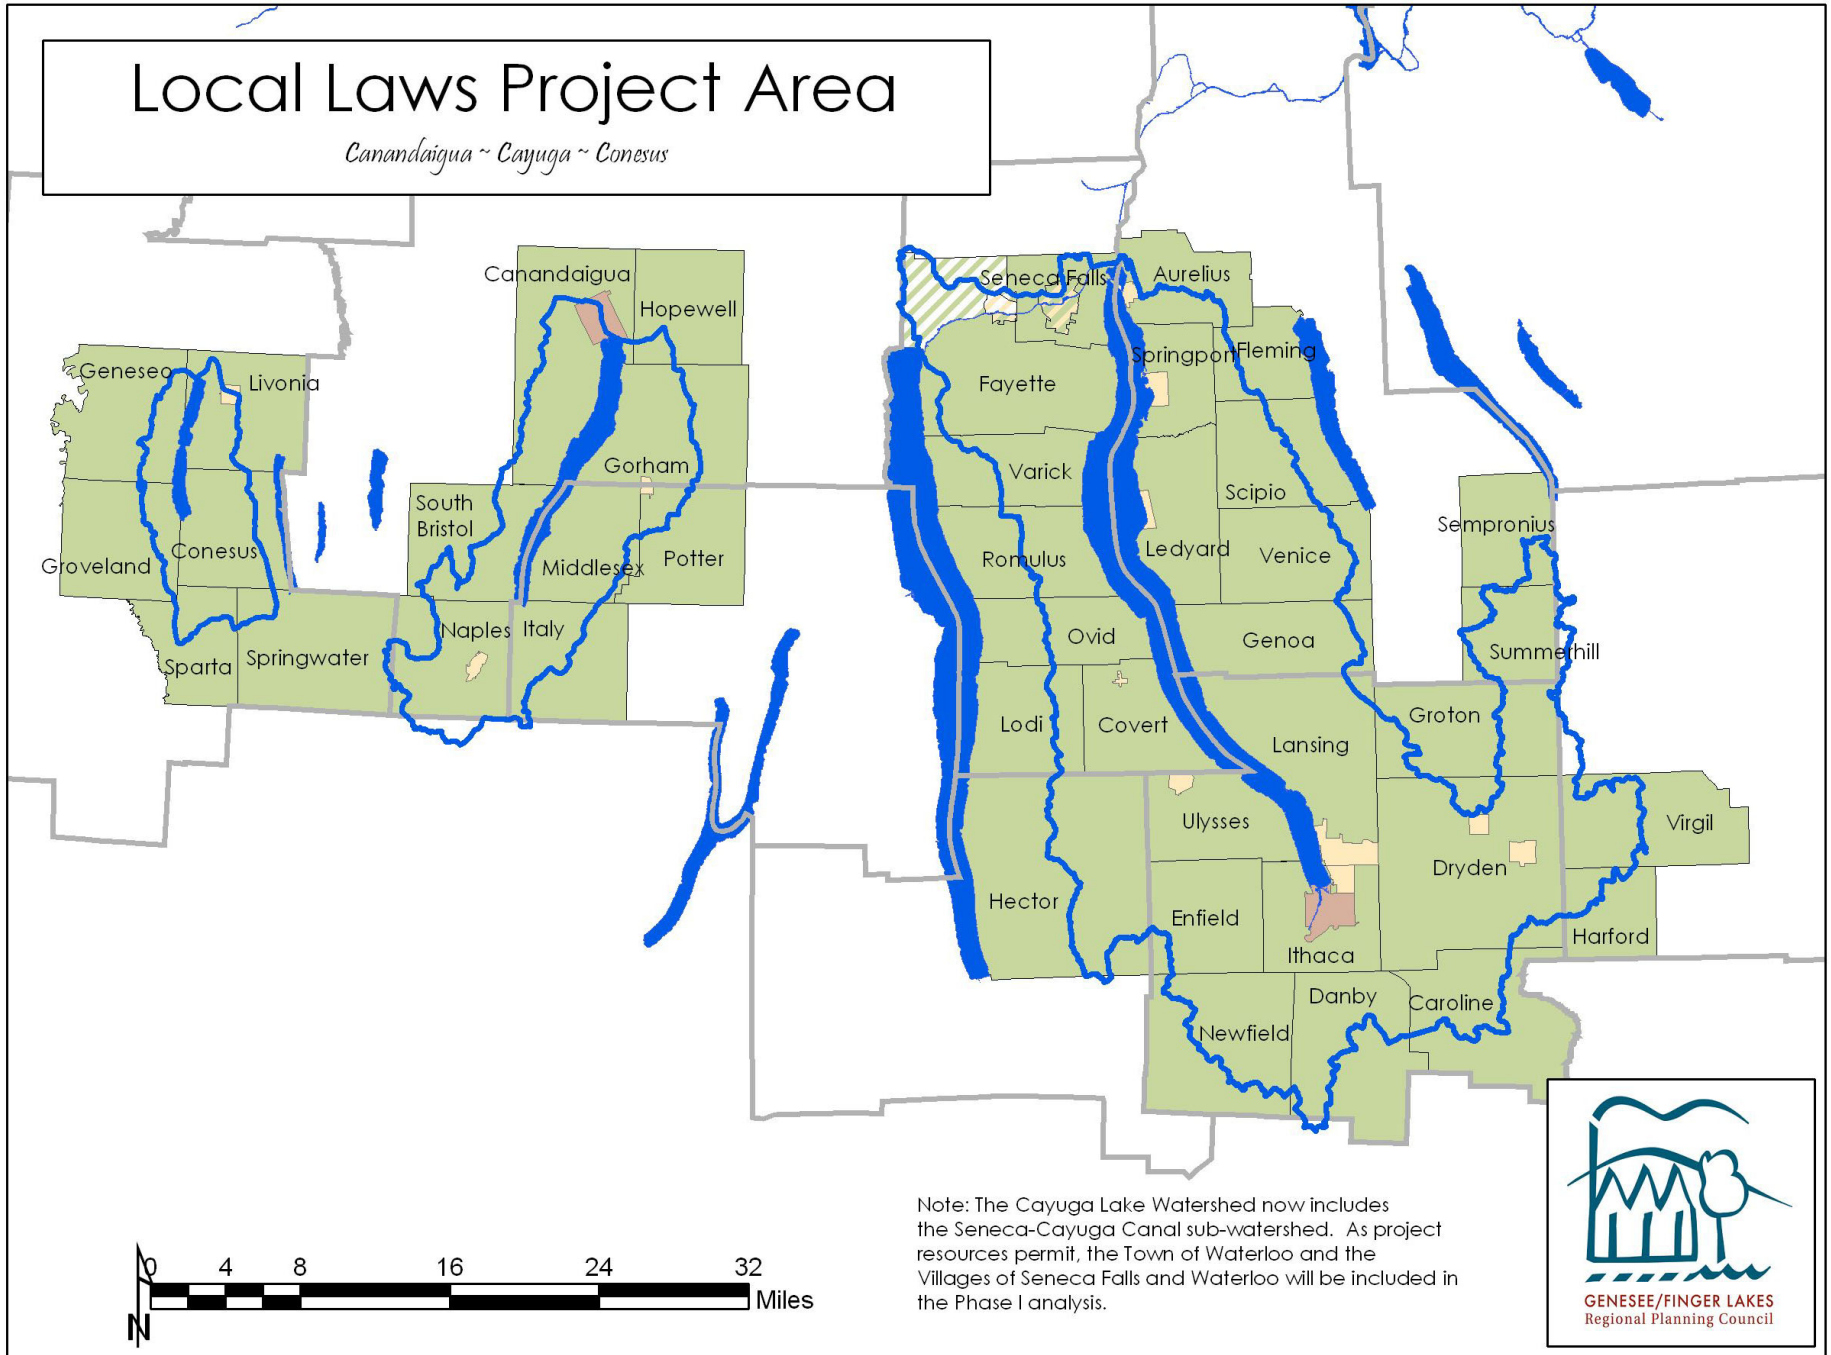 Local Laws Project Area
Canandaigua ~ Cayuga ~ Conesus
Canandaigua
Hopewell
Seneca Falls
Aurelius
Geneseo
Livonia
Springport
Fleming
Fayette
Gorham
Varick
Scipio
South
Bristol
Sempronius
Groveland
Conesus
Middlesex
Potter
Romulus
Ledyard
Venice
Naples
Italy
Ovid
Genoa
Summerhill
Sparta
Springwater
Lodi
Covert
Groton
Lansing
Ulysses
Virgil
Dryden
Hector
Enfield
Harford
Ithaca
Danby
Caroline
Newfield
Note: The Cayuga Lake Watershed now includes
the Seneca-Cayuga Canal sub-watershed. As project
resources permit, the Town of Waterloo and the
Villages of Seneca Falls and Waterloo will be included in
the Phase I analysis.
0 4 8 16 24 32
Miles
N
GENESEE/FINGER LAKES
Regional Planning Council